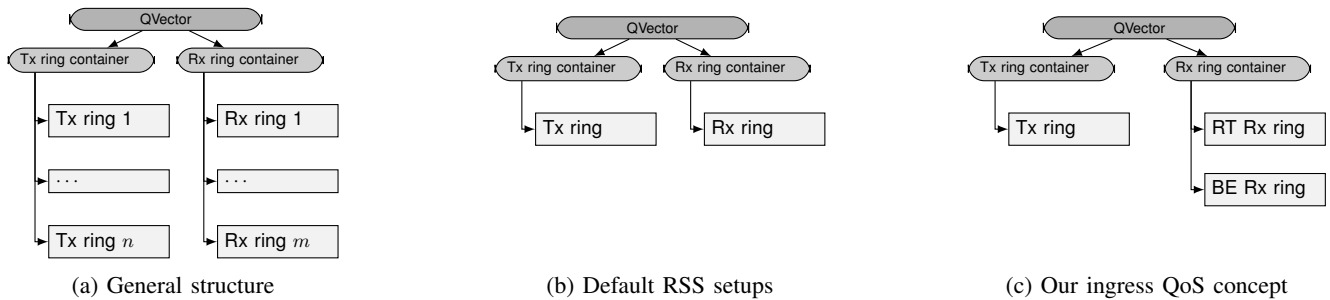 QVector
Tx ring container
Rx ring container
Tx ring 1
Rx ring 1
...
...
Tx ring n
Rx ring m
(a) General structure
QVector
Tx ring container
Rx ring container
Tx ring
Rx ring
(b) Default RSS setups
QVector
Tx ring container
Rx ring container
Tx ring
RT Rx ring
BE Rx ring
(c) Our ingress QoS concept